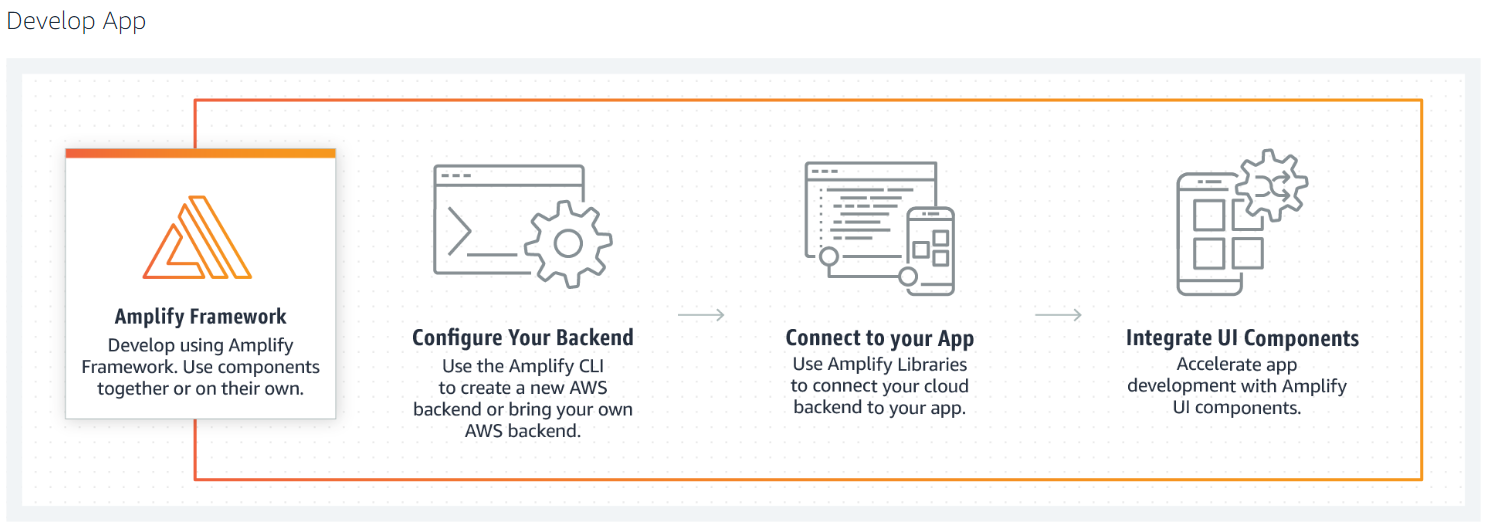 Develop App
Amplify Framework
Develop using Amplify
Framework. Use components
together or on their own.
Configure Your Backend
Use the Amplify CLI
to create a new AWS
backend or bring your own
AWS backend.
Connect to your App
Use Amplify Libraries
to connect your cloud
backend to your app.
Integrate UI Components
Accelerate app
development with Amplify
UI components.